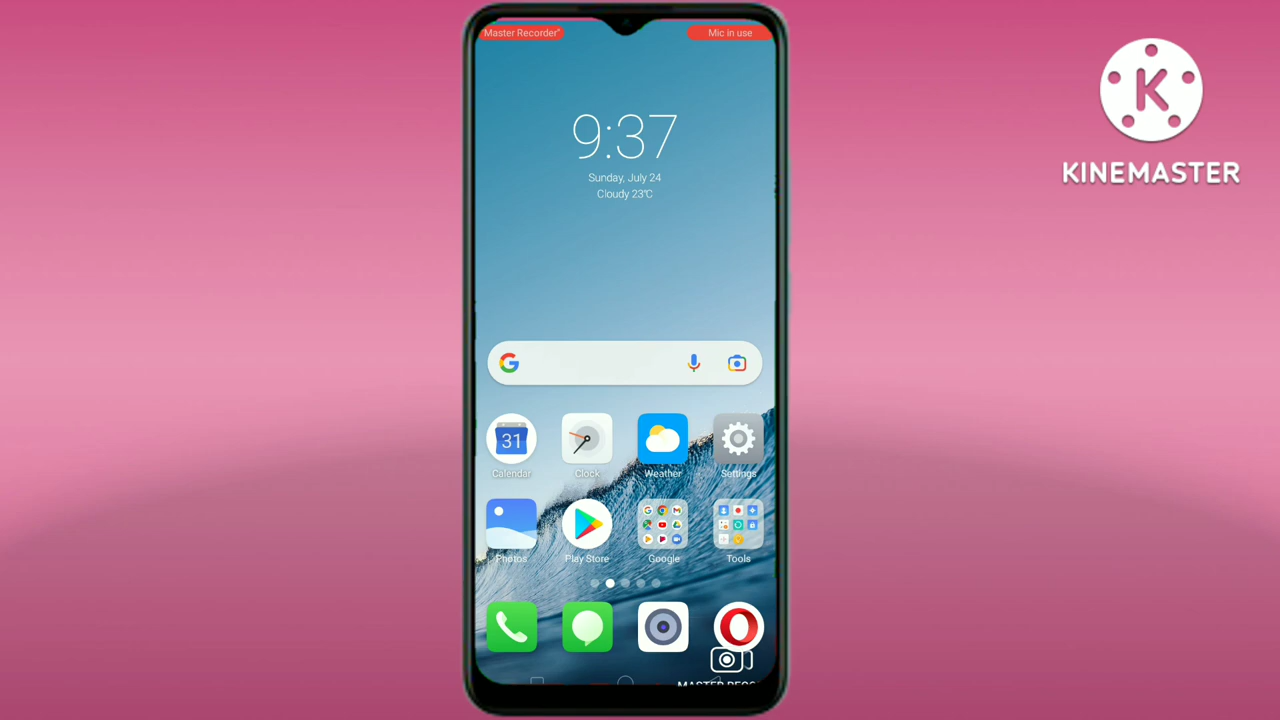 Master Recorder"
Mic in use
K
KINEMASTER
9:37
Sunday, July 24
Cloudy 23℃
G
31
Calendar
Clock
Weather
Settings
Photos
Play Store
Google
Tools